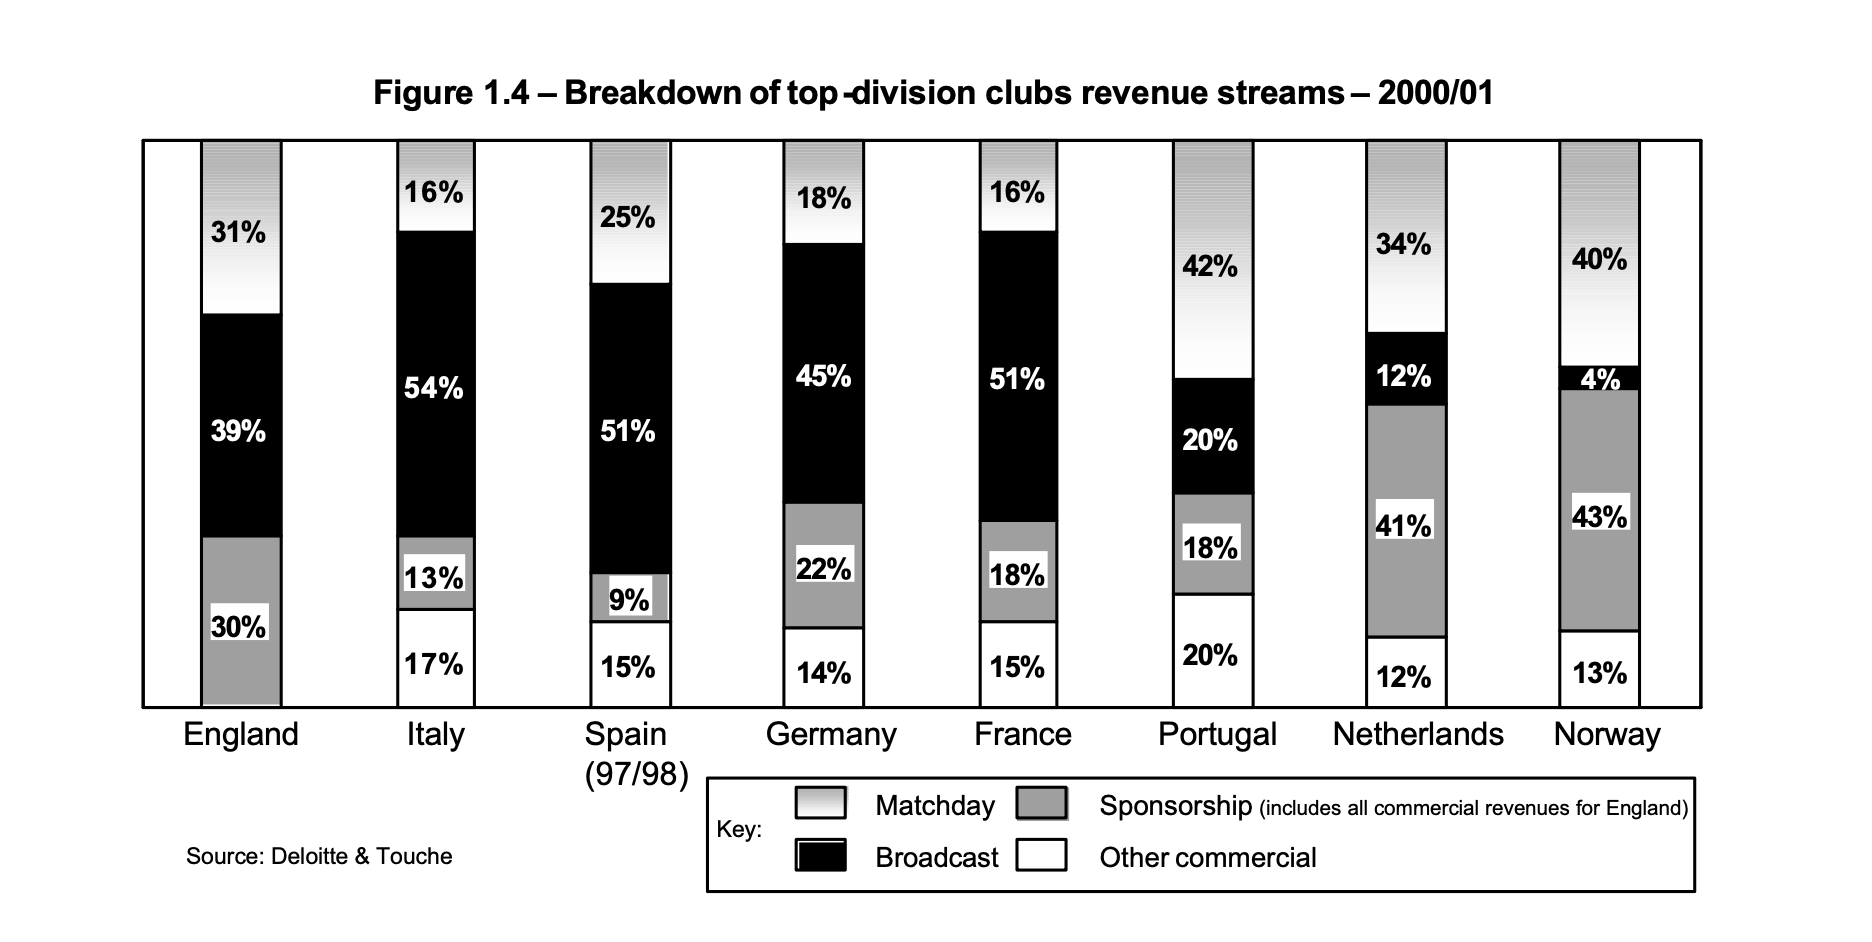 Figure 1.4 – Breakdown of top-division clubs revenue streams – 2000/01
31% 16% 25% 18% 16% 42% 34% 40%
39% 54% 51% 45% 51% 20% 12% 4%
30% 13% 9% 22% 18% 18% 41% 43%
17% 15% 14% 15% 20% 12% 13%
England Italy Spain Germany France Portugal Netherlands Norway
(97/98)
Key:
Matchday Sponsorship (includes all commercial revenues for England)
Broadcast Other commercial
Source: Deloitte & Touche